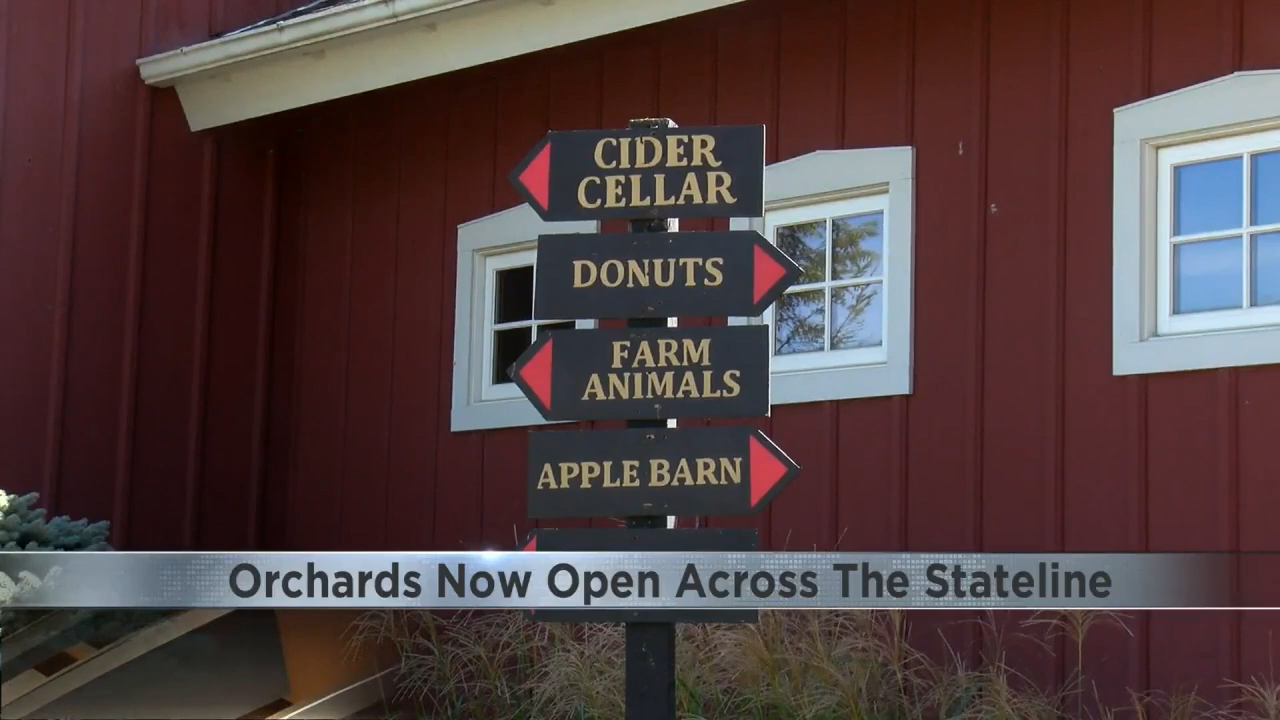 CIDER
CELLAR
DONUTS
FARM
ANIMALS
APPLE BARN
Orchards Now Open Across The Stateline